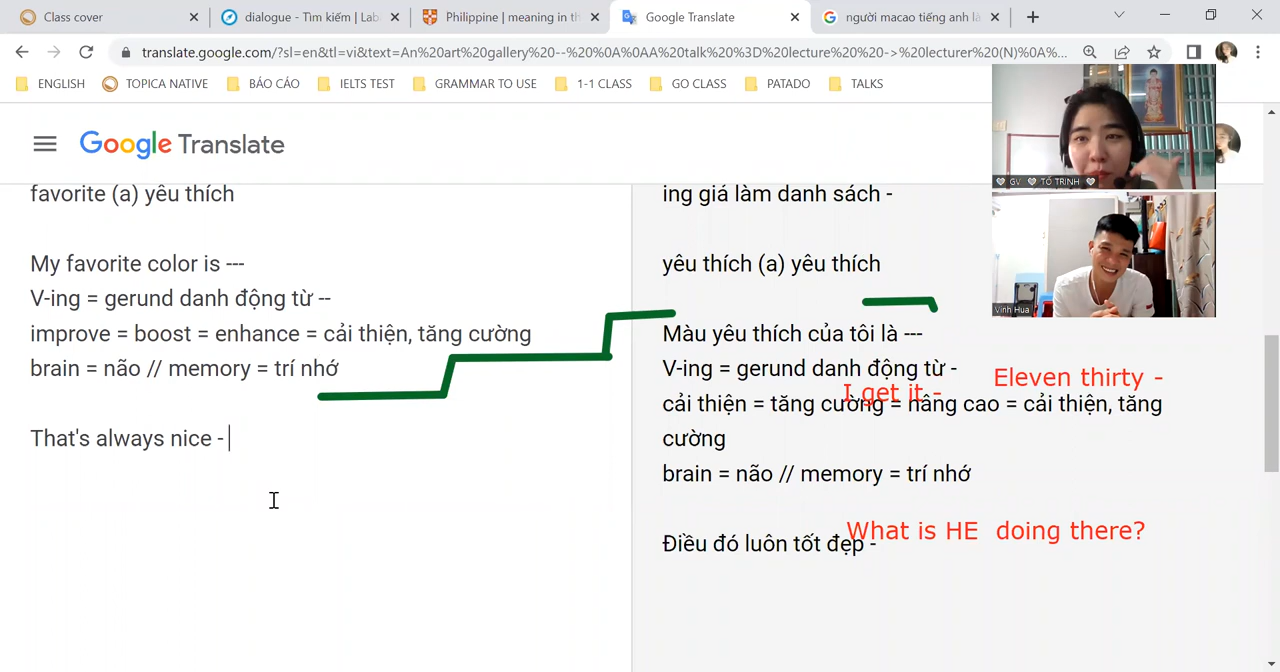 Class cover
dialogue - Tìm kiếm | Lab
Philippine | meaning in th
Google Translate
người macao tiếng anh là
translate.google.com/?sl=en&tl=vi&text=An%20art%20gallery%20--%20%0A%0AA%20talk%20%3D%20lecture%20%20->%20lecturer%20(N)%0A%...
ENGLISH
TOPICA NATIVE
BÁO CÁO
IELTS TEST
GRAMMAR TO USE
1-1 CLASS
GO CLASS
PATADO
TALKS
Google Translate
GV TỐ TRINH
Vinh Hua
favorite (a) yêu thích
My favorite color is ---
V-ing = gerund danh động từ --
improve = boost = enhance = cải thiện, tăng cường
brain = não // memory = trí nhớ
That's always nice -
ing giá làm danh sách -
yêu thích (a) yêu thích
Màu yêu thích của tôi là ---
V-ing = gerund danh động từ -
I get it -
Eleven thirty -
cải thiện = tăng cường = nâng cao = cải thiện, tăng
cường
brain = não // memory = trí nhớ
What is HE doing there?
Điều đó luôn tốt đẹp -